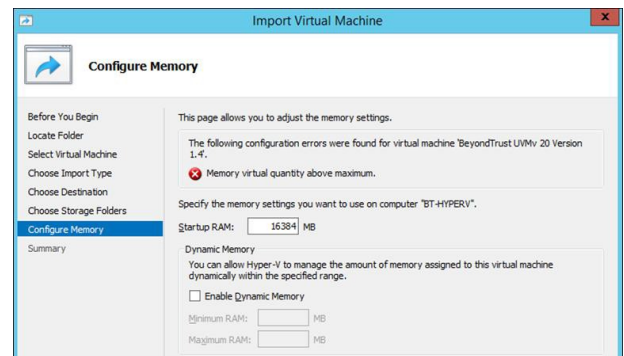 Import Virtual Machine
x
Configure Memory
Before You Begin
Locate Folder
Select Virtual Machine
Choose Import Type
Choose Destination
Choose Storage Folders
Configure Memory
Summary
This page allows you to adjust the memory settings.
The following configuration errors were found for virtual machine 'BeyondTrust UVMv 20 Version
1.4'.
Memory virtual quantity above maximum.
Specify the memory settings you want to use on computer "BT-HYPERV".
Startup RAM: 16384 MB
Dynamic Memory
You can allow Hyper-V to manage the amount of memory assigned to this virtual machine
dynamically within the specified range.
Enable Dynamic Memory
Minimum RAM: MB
Maximum RAM: MB